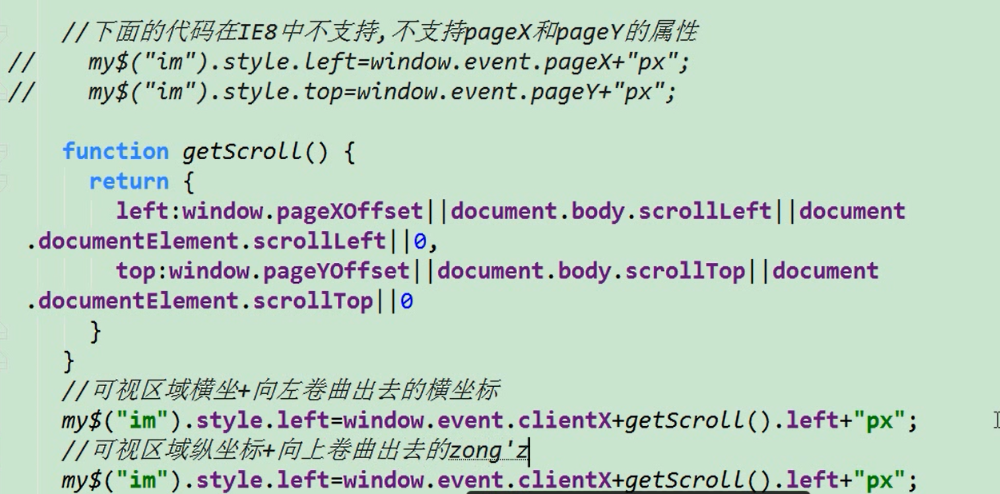 //下面的代码在IE8中不支持,不支持pageX和pageY的属性
//    my$("im").style.left=window.event.pageX+"px";
//    my$("im").style.top=window.event.pageY+"px";
function getScroll() {
return {
left:window.pageXOffset||document.body.scrollLeft||document
.documentElement.scrollLeft||0,
top:window.pageYOffset||document.body.scrollTop||document
.documentElement.scrollTop||0
}
}
//可视区域横坐+向左卷曲出去的横坐标
my$("im").style.left=window.event.clientX+getScroll().left+"px";
//可视区域纵坐标+向上卷曲出去的zong'z
my$("im").style.left=window.event.clientX+getScroll().left+"px";